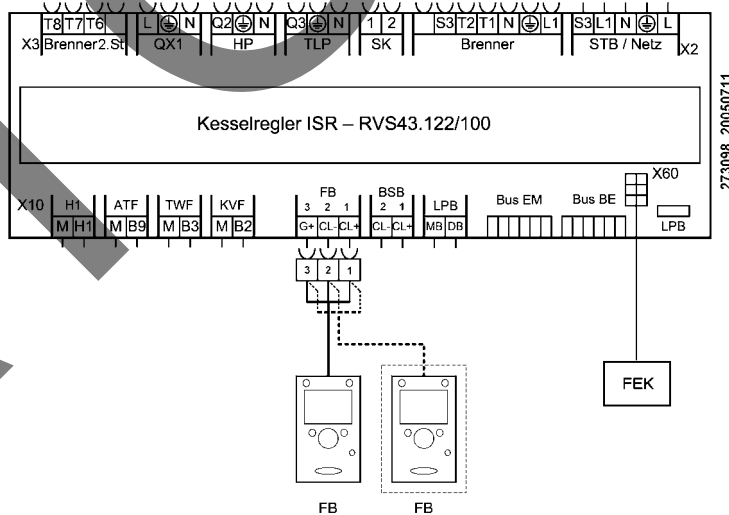 T8 T7 T6 L N Q2 N Q3 N 1 2 S3 T2 T1 N L1 S3 L1 N L
X3 Brenner2.St QX1 HP TLP SK Brenner STB / Netz X2
Kesselregler ISR – RVS43.122/100
273098_20050711
X60
FB BSB
X10 H1 ATF TWF KVF 3 2 1 2 1 LPB Bus EM Bus BE
M H1 M B9 M B3 M B2 G+ CL- CL+ CL- CL+ MB DB LPB
3 2 1
FEK
FB FB